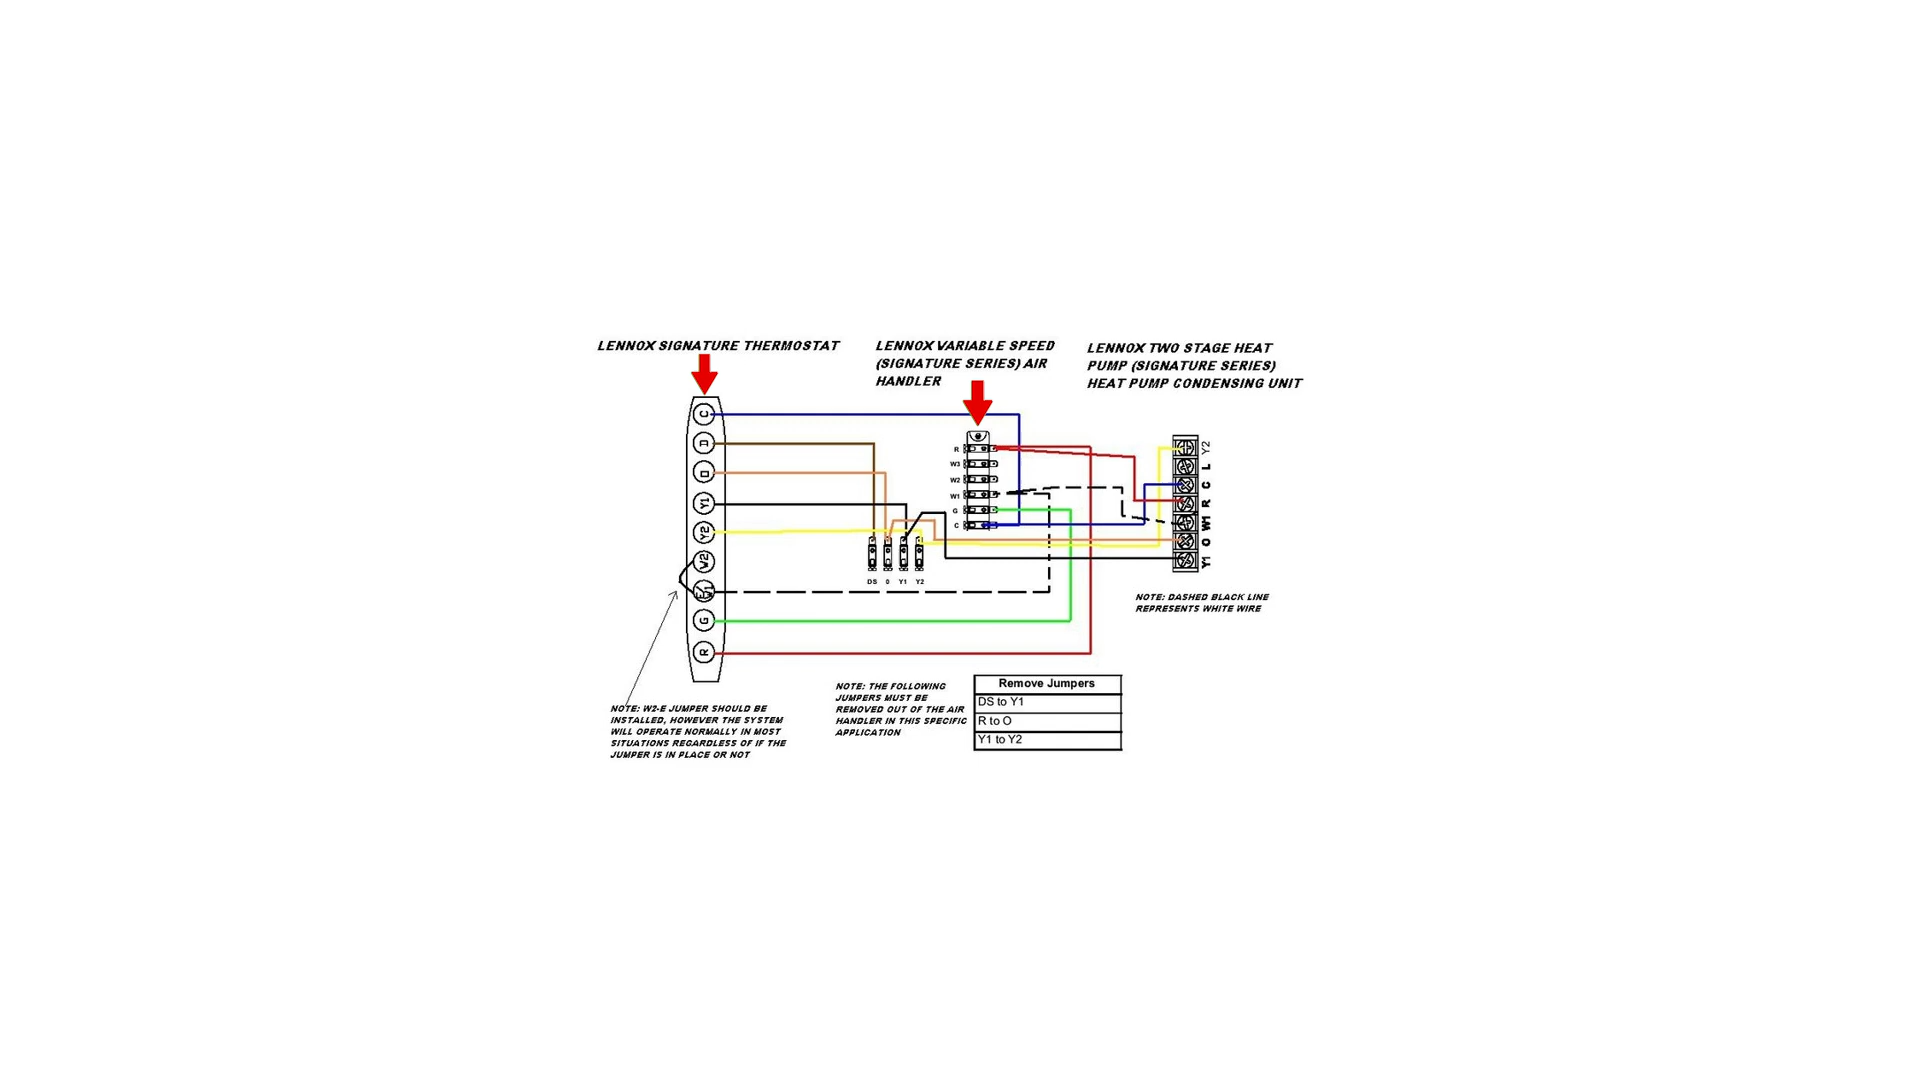 LENNOX SIGNATURE THERMOSTAT
LENNOX VARIABLE SPEED
(SIGNATURE SERIES) AIR
HANDLER
LENNOX TWO STAGE HEAT
PUMP (SIGNATURE SERIES)
HEAT PUMP CONDENSING UNIT
C
D
O
Y1
Y2
W2
G
R
R
W3
W2
W1
G
C
DS
0
Y1
Y2
Y2
L
C
R
W1
O
Y1
NOTE: DASHED BLACK LINE
REPRESENTS WHITE WIRE
NOTE: W2-E JUMPER SHOULD BE
INSTALLED, HOWEVER THE SYSTEM
WILL OPERATE NORMALLY IN MOST
SITUATIONS REGARDLESS OF IF THE
JUMPER IS IN PLACE OR NOT
NOTE: THE FOLLOWING
JUMPERS MUST BE
REMOVED OUT OF THE AIR
HANDLER IN THIS SPECIFIC
APPLICATION
Remove Jumpers
DS to Y1
R to O
Y1 to Y2